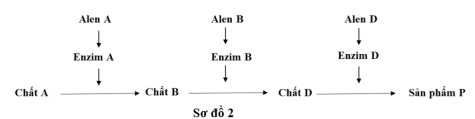 Alen A Alen B Alen D
Enzim A Enzim B Enzim D
Chất A Chất B Chất D Sản phẩm P
Sơ đồ 2